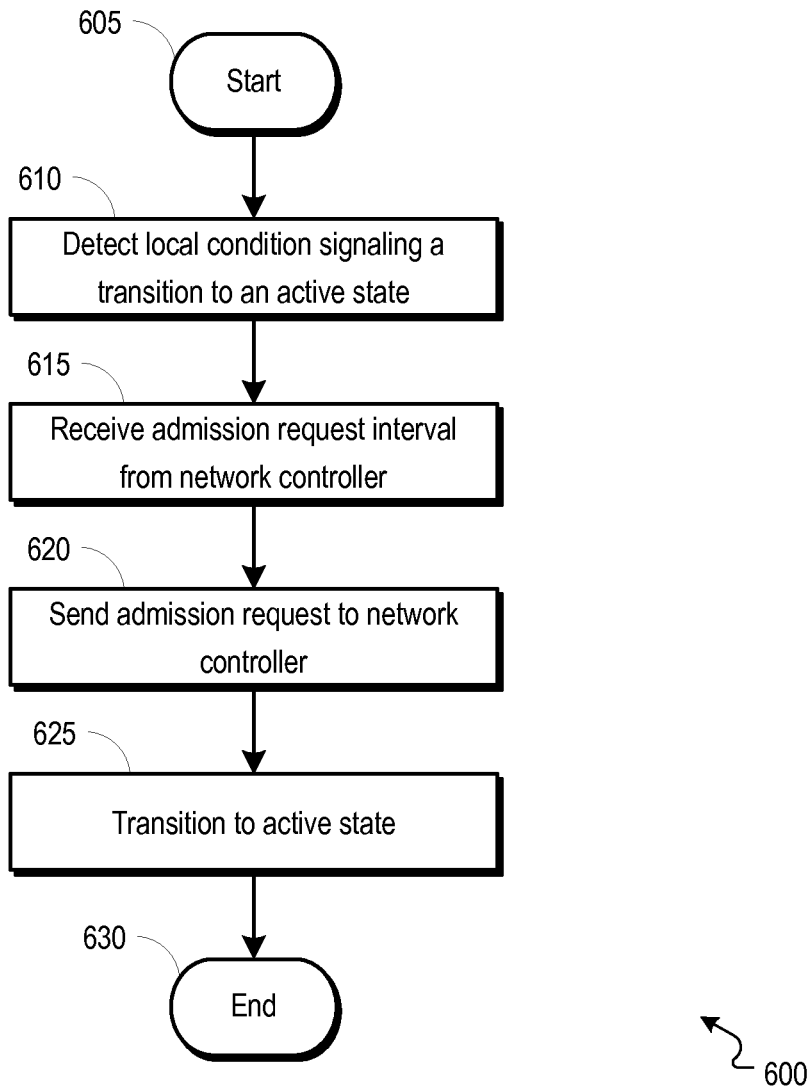 605
Start
610
Detect local condition signaling a
transition to an active state
615
Receive admission request interval
from network controller
620
Send admission request to network
controller
625
Transition to active state
630
End
600